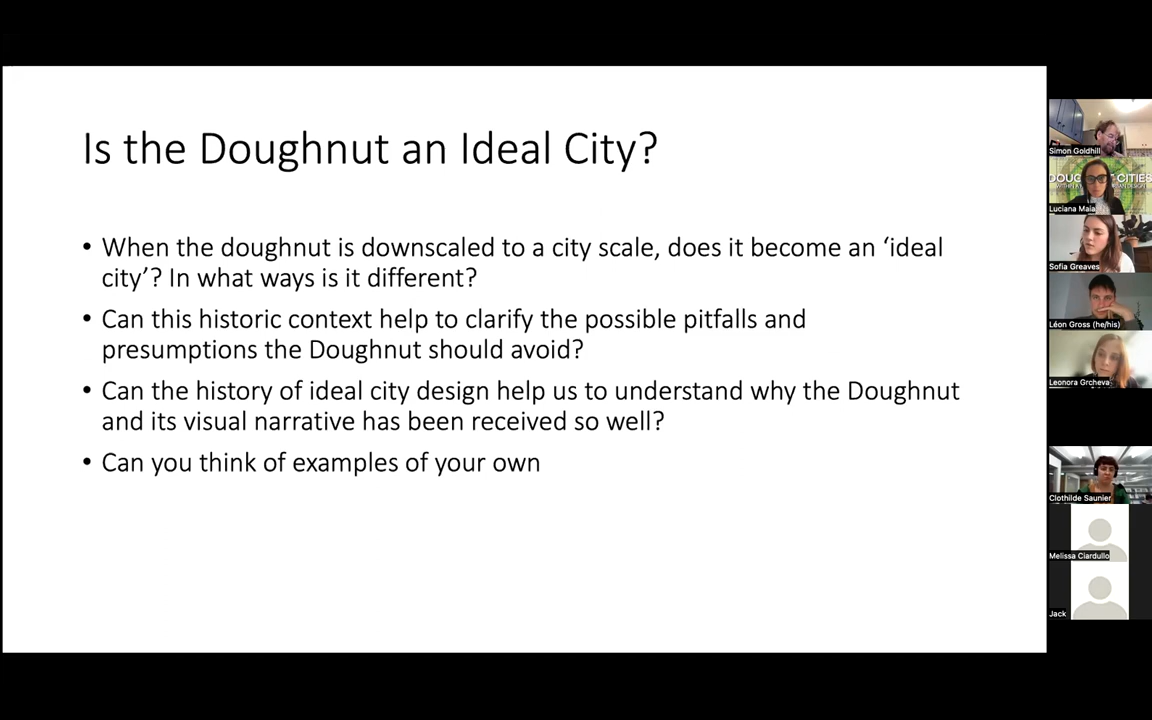 Is the Doughnut an Ideal City?
• When the doughnut is downscaled to a city scale, does it become an ‘ideal
city’? In what ways is it different?
• Can this historic context help to clarify the possible pitfalls and
presumptions the Doughnut should avoid?
• Can the history of ideal city design help us to understand why the Doughnut
and its visual narrative has been received so well?
• Can you think of examples of your own
Simon Goldhill
CITIES
Luciana Maia
Sofia Greaves
Léon Gross (he/his)
Leonora Grcheva
Clothilde Saunier
Melissa Ciardullo
Jack